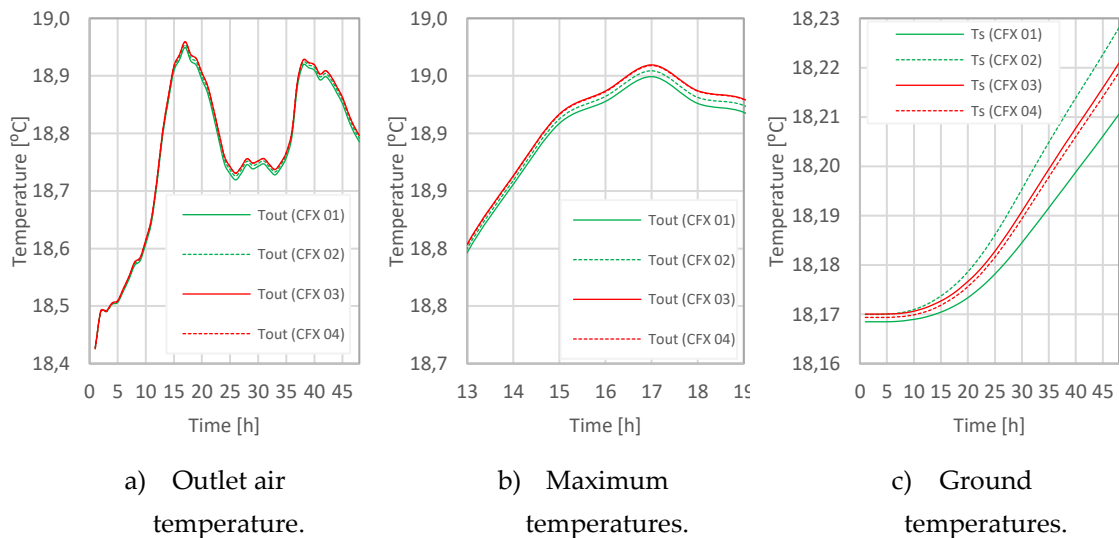 19,0
18,9
18,8
18,7
18,6
18,5
18,4
Temperature [ºC]
Tout (CFX 01)
Tout (CFX 02)
Tout (CFX 03)
Tout (CFX 04)
0 5 10 15 20 25 30 35 40 45
Time [h]
a) Outlet air
temperature.
19,0
19,0
18,9
18,9
18,8
18,8
18,7
Temperature [ºC]
Tout (CFX 01)
Tout (CFX 02)
Tout (CFX 03)
Tout (CFX 04)
13 14 15 16 17 18 19
Time [h]
b) Maximum
temperatures.
18,23
18,22
18,21
18,20
18,19
18,18
18,17
18,16
Temperature [ºC]
Ts (CFX 01)
Ts (CFX 02)
Ts (CFX 03)
Ts (CFX 04)
0 5 10 15 20 25 30 35 40 45
Time [h]
c) Ground
temperatures.